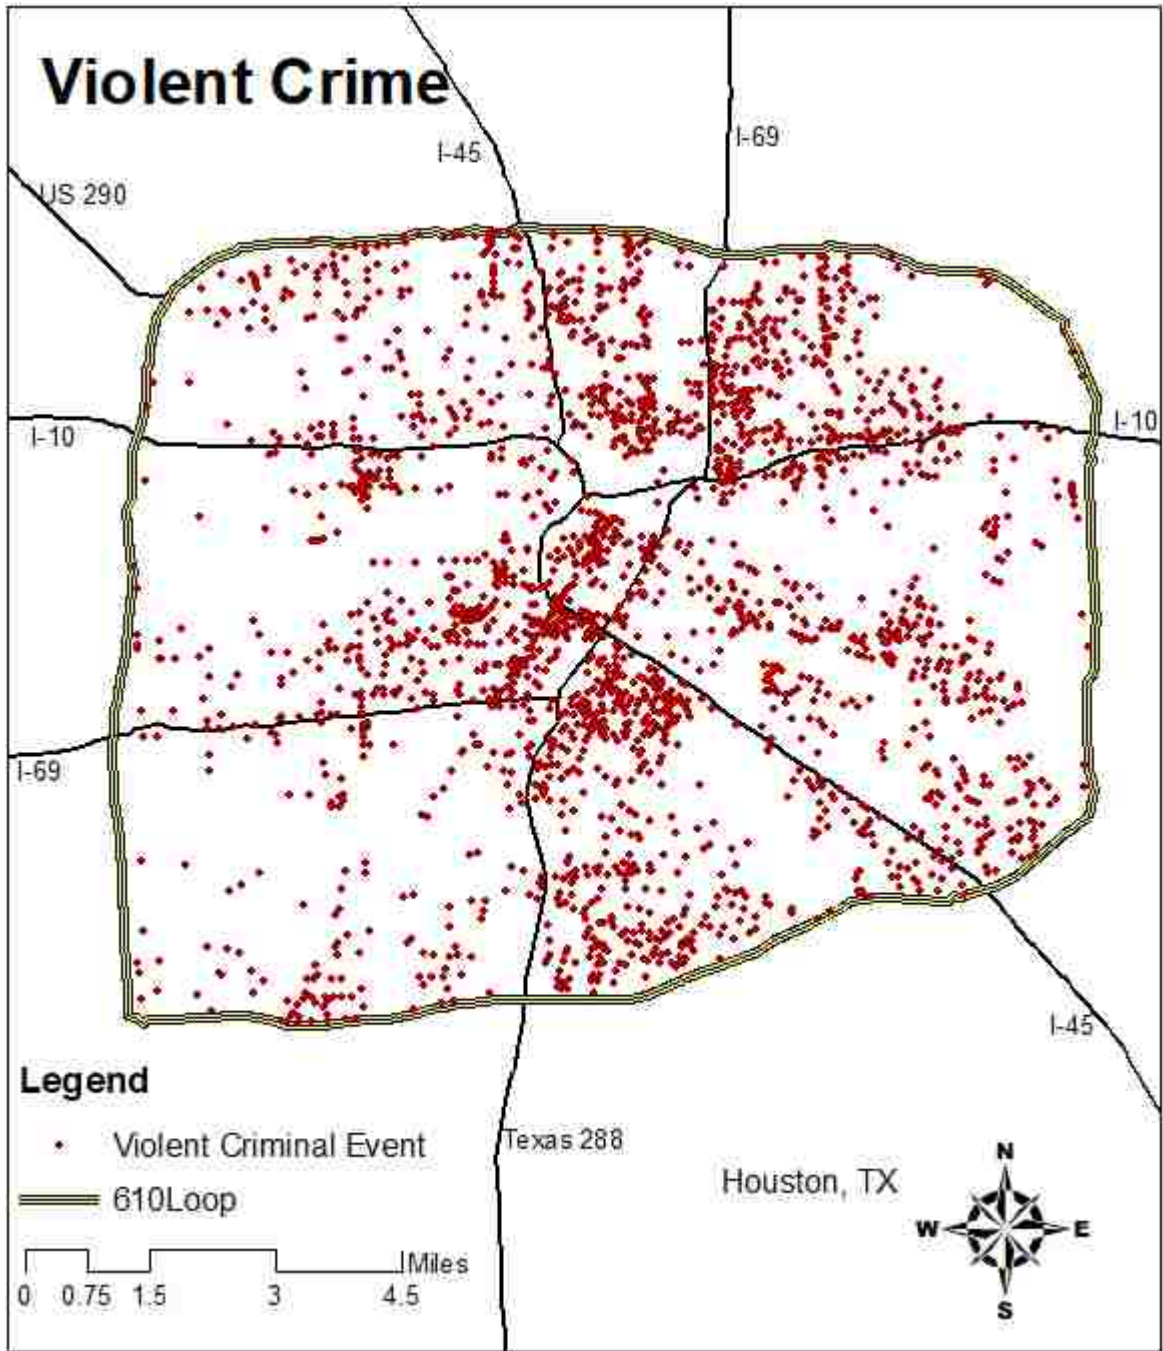 Violent Crime
I-45
I-69
US 290
I-10
I-10
I-69
I-45
Legend
Violent Criminal Event
610Loop
Texas 288
Houston, TX
N
W E
S
Miles
0 0.75 1.5 3 4.5